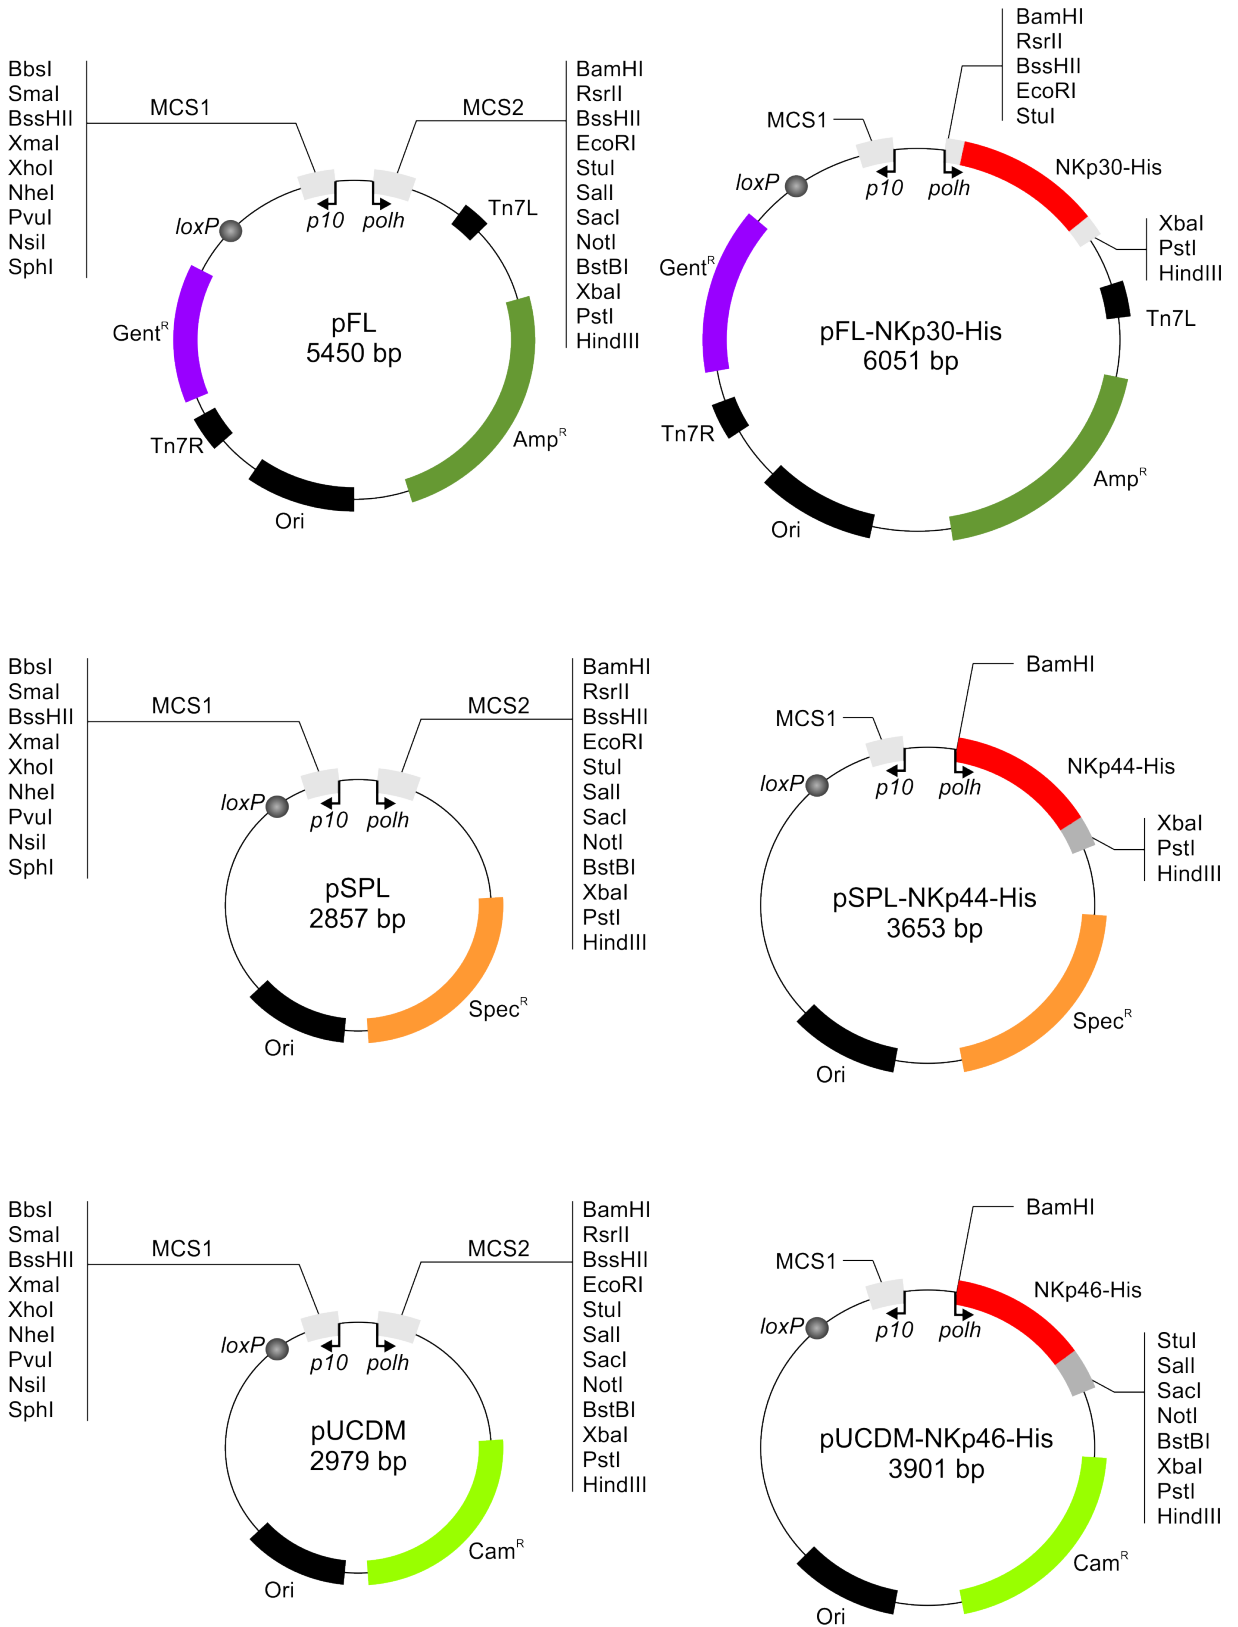 BbsI
SmaI
BssHII
XmaI
XhoI
NheI
PvuI
NsiI
SphI
MCS1
MCS2
BamHI
RsrII
BssHII
EcoRI
StuI
SalI
SacI
NotI
BstBI
XbaI
PstI
HindIII
loxP
p10
polh
Tn7L
GentR
pFL
5450 bp
Tn7R
AmpR
Ori
BamHI
RsrII
BssHII
EcoRI
StuI
MCS1
NKp30-His
loxP
p10
polh
XbaI
PstI
HindIII
GentR
Tn7L
pFL-NKp30-His
6051 bp
Tn7R
AmpR
Ori
BbsI
SmaI
BssHII
XmaI
XhoI
NheI
PvuI
NsiI
SphI
MCS1
MCS2
BamHI
RsrII
BssHII
EcoRI
StuI
SalI
SacI
NotI
BstBI
XbaI
PstI
HindIII
loxP
p10
polh
pSPL
2857 bp
SpecR
Ori
BamHI
MCS1
NKp44-His
loxP
p10
polh
XbaI
PstI
HindIII
pSPL-NKp44-His
3653 bp
SpecR
Ori
BbsI
SmaI
BssHII
XmaI
XhoI
NheI
PvuI
NsiI
SphI
MCS1
MCS2
BamHI
RsrII
BssHII
EcoRI
StuI
SalI
SacI
NotI
BstBI
XbaI
PstI
HindIII
loxP
p10
polh
pUCDM
2979 bp
CamR
Ori
BamHI
MCS1
NKp46-His
loxP
p10
polh
StuI
SalI
SacI
NotI
BstBI
XbaI
PstI
HindIII
pUCDM-NKp46-His
3901 bp
CamR
Ori